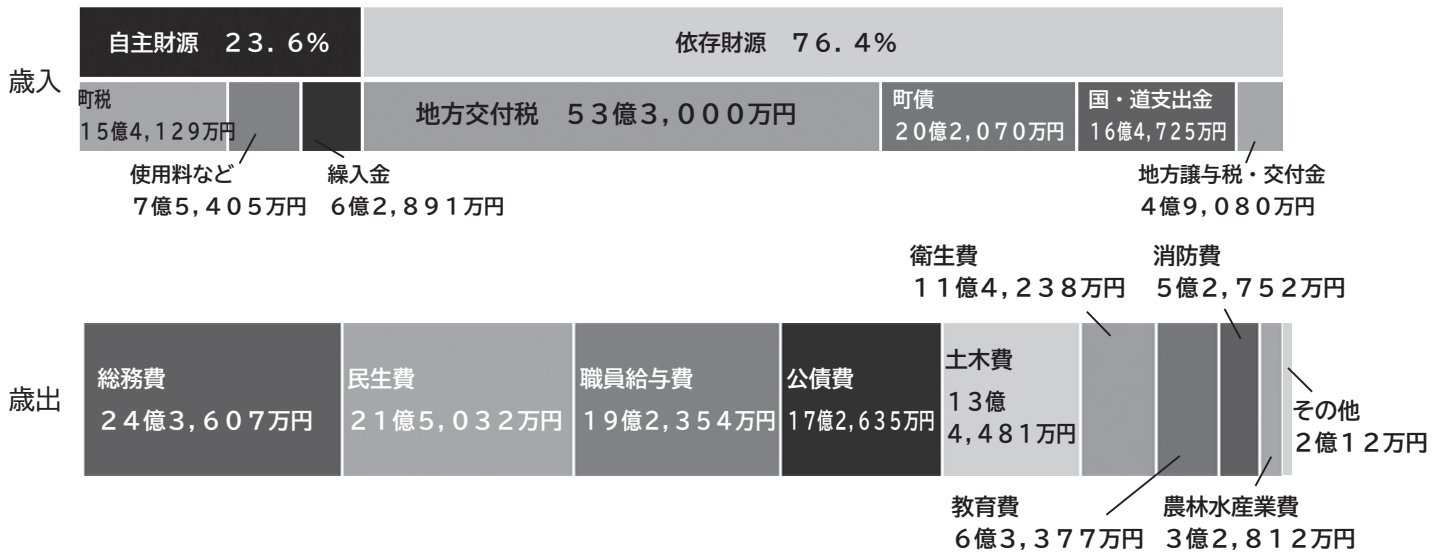 歳入
自主財源 23.6%
依存財源 76.4%
町税
15億4,129万円
地方交付税 53億3,000万円
町債
20億2,070万円
国・道支出金
16億4,725万円
使用料など
7億5,405万円
繰入金
6億2,891万円
地方譲与税・交付金
4億9,080万円
歳出
衛生費
11億4,238万円
消防費
5億2,752万円
総務費
24億3,607万円
民生費
21億5,032万円
職員給与費
19億2,354万円
公債費
17億2,635万円
土木費
13億
4,481万円
その他
2億12万円
教育費
6億3,377万円
農林水産業費
3億2,812万円